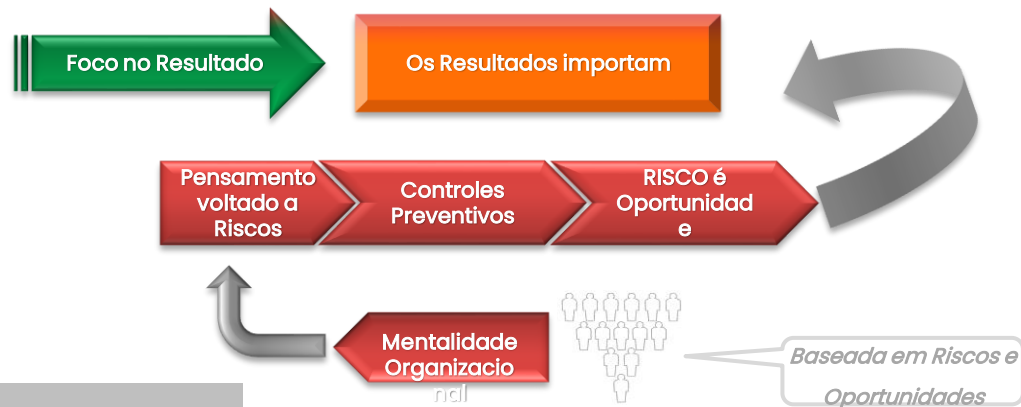 Foco no Resultado
Os Resultados importam
Pensamento
voltado a
Riscos
Controles
Preventivos
RISCO é
Oportunidad
e
Mentalidade
Organizacio
nal
Baseada em Riscos e
Oportunidades